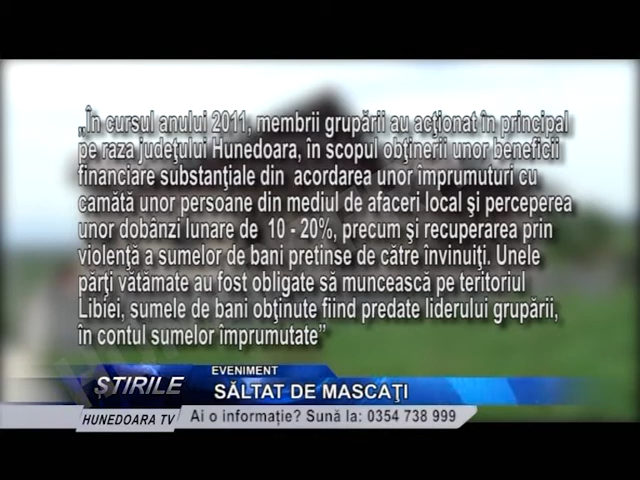 „În cursul anului 2011, membrii grupării au acţionat în principal
pe raza judeţului Hunedoara, în scopul obţinerii unor beneficii
financiare substanţiale din acordarea unor împrumuturi cu
camătă unor persoane din mediul de afaceri local şi perceperea
unor dobânzi lunare de 10 - 20%, precum şi recuperarea prin
violenţă a sumelor de bani pretinse de către învinuiţi. Unele
părţi vătămate au fost obligate să muncească pe teritoriul
Libiei, sumele de bani obţinute fiind predate liderului grupării,
în contul sumelor împrumutate”
EVENIMENT
ŞTIRILE
SĂLTAT DE MASCAŢI
HUNEDOARA TV
Ai o informaţie? Sună la: 0354 738 999